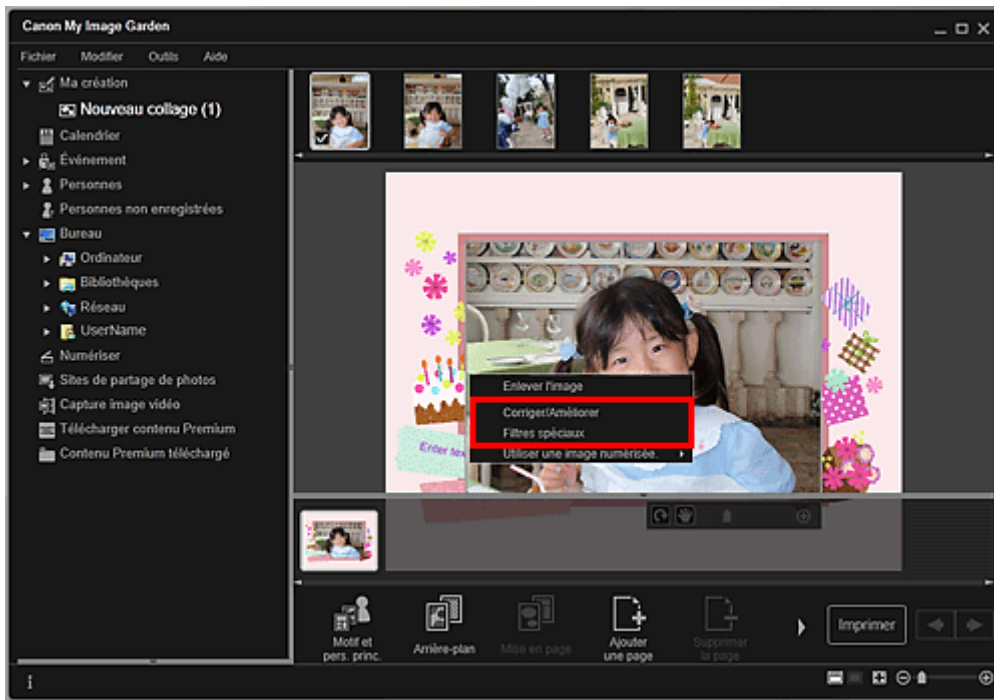 Canon My Image Garden
Fichier Modifier Outils Aide
Ma création
Nouveau collage (1)
Calendrier
Événement
Personnes
Personnes non enregistrées
Bureau
Ordinateur
Bibliothèques
Réseau
UserName
Numériser
Sites de partage de photos
Capture image vidéo
Télécharger contenu Premium
Contenu Premium téléchargé
Enlever l'image
Corriger/Améliorer
Filtres spéciaux
Utiliser une image numérisée.
Enter
Motif et
pers. princ.
Arrière-plan
Mise en page
Ajouter
une page
Supprimer
la page
Imprimer